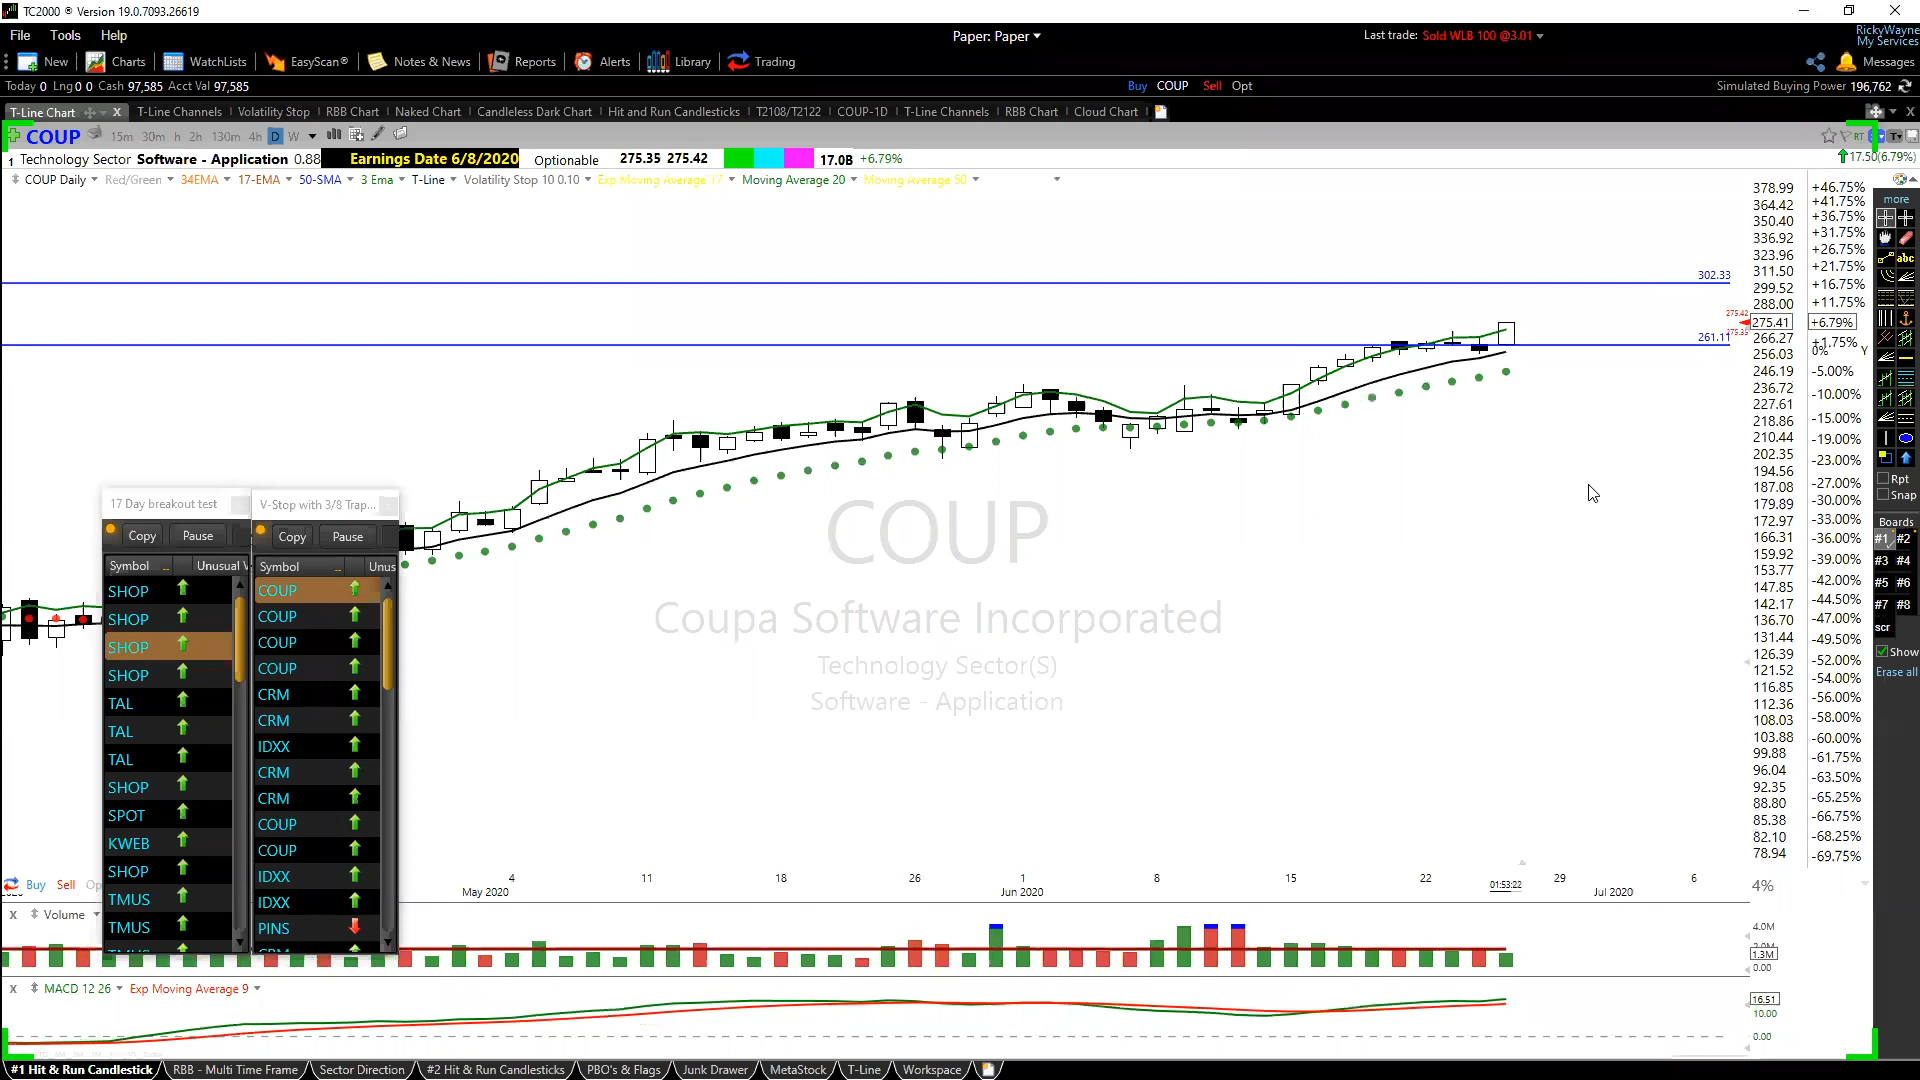 TC2000 ® Version 19.0.7093.26619
File Tools Help
Paper: Paper
Last trade: Sold WLB 100 @3.01
RickyWayne
My Services
New Charts WatchLists EasyScan® Notes & News Reports Alerts Library Trading
Messages
Today 0 Lng 0 0 Cash 97,585 Acct Val 97,585
Buy COUP Sell Opt
Simulated Buying Power 196,762
T-Line Chart X T-Line Channels Volatility Stop RBB Chart Naked Chart Candleless Dark Chart Hit and Run Candlesticks T2108/T2122 COUP-1D T-Line Channels RBB Chart Cloud Chart X
COUP 15m 30m h 2h 130m 4h D W
RT
1 Technology Sector Software - Application 0.88 Earnings Date 6/8/2020 Optionable 275.35 275.42 17.0B +6.79%
17.50(6.79%)
COUP Daily Red/Green 34EMA 17-EMA 50-SMA 3 Ema T-Line Volatility Stop 10 0.10 Exp Moving Average 17 Moving Average 20 Moving Average 50
378.99 +46.75%
364.42 +41.75%
350.40 +36.75%
336.92 +31.75%
323.96 +26.75%
311.50 +21.75%
302.33
299.52 +16.75%
288.00 +11.75%
275.42
275.41 +6.79%
275.35
261.11
266.27 +1.75%
256.03 0% Y
246.19 -5.00%
236.72 -10.00%
227.61 -15.00%
218.86
210.44 -19.00%
202.35 -23.00%
194.56
187.08 -27.00%
179.89 -30.00%
172.97 -33.00%
166.31 -36.00%
159.92 -39.00%
153.77
147.85 -42.00%
142.17 -44.50%
136.70 -47.00%
131.44 -49.50%
126.39 -52.00%
121.52 -54.00%
116.85 -56.00%
112.36 -58.00%
108.03 -60.00%
103.88
99.88 -61.75%
96.04 -63.50%
92.35 -65.25%
88.80 -66.75%
85.38 -68.25%
82.10
78.94 -69.75%
4%
more
abc
Rpt
Snap
Boards
#1 #2
#3 #4
#5 #6
#7 #8
scr
Show
Erase all
COUP
Coupa Software Incorporated
Technology Sector(S)
Software - Application
17 Day breakout test
Copy Pause
Symbol Unusual V
SHOP
SHOP
SHOP
SHOP
TAL
TAL
TAL
SHOP
SPOT
KWEB
SHOP
TMUS
TMUS
V-Stop with 3/8 Trap...
Copy Pause
Symbol Unus
COUP
COUP
COUP
COUP
CRM
CRM
IDXX
CRM
CRM
COUP
COUP
IDXX
IDXX
PINS
CRM
Buy Sell Op
4 11 18 26 1 8 15 22 01:53:22 29 6
May 2020 Jun 2020 Jul 2020
X Volume
4.0M
2.0M
1.3M
0.00
X MACD 12 26 Exp Moving Average 9
16.51
10.00
0.00
#1 Hit & Run Candlestick RBB - Multi Time Frame Sector Direction #2 Hit & Run Candlesticks PBO's & Flags Junk Drawer MetaStock T-Line Workspace